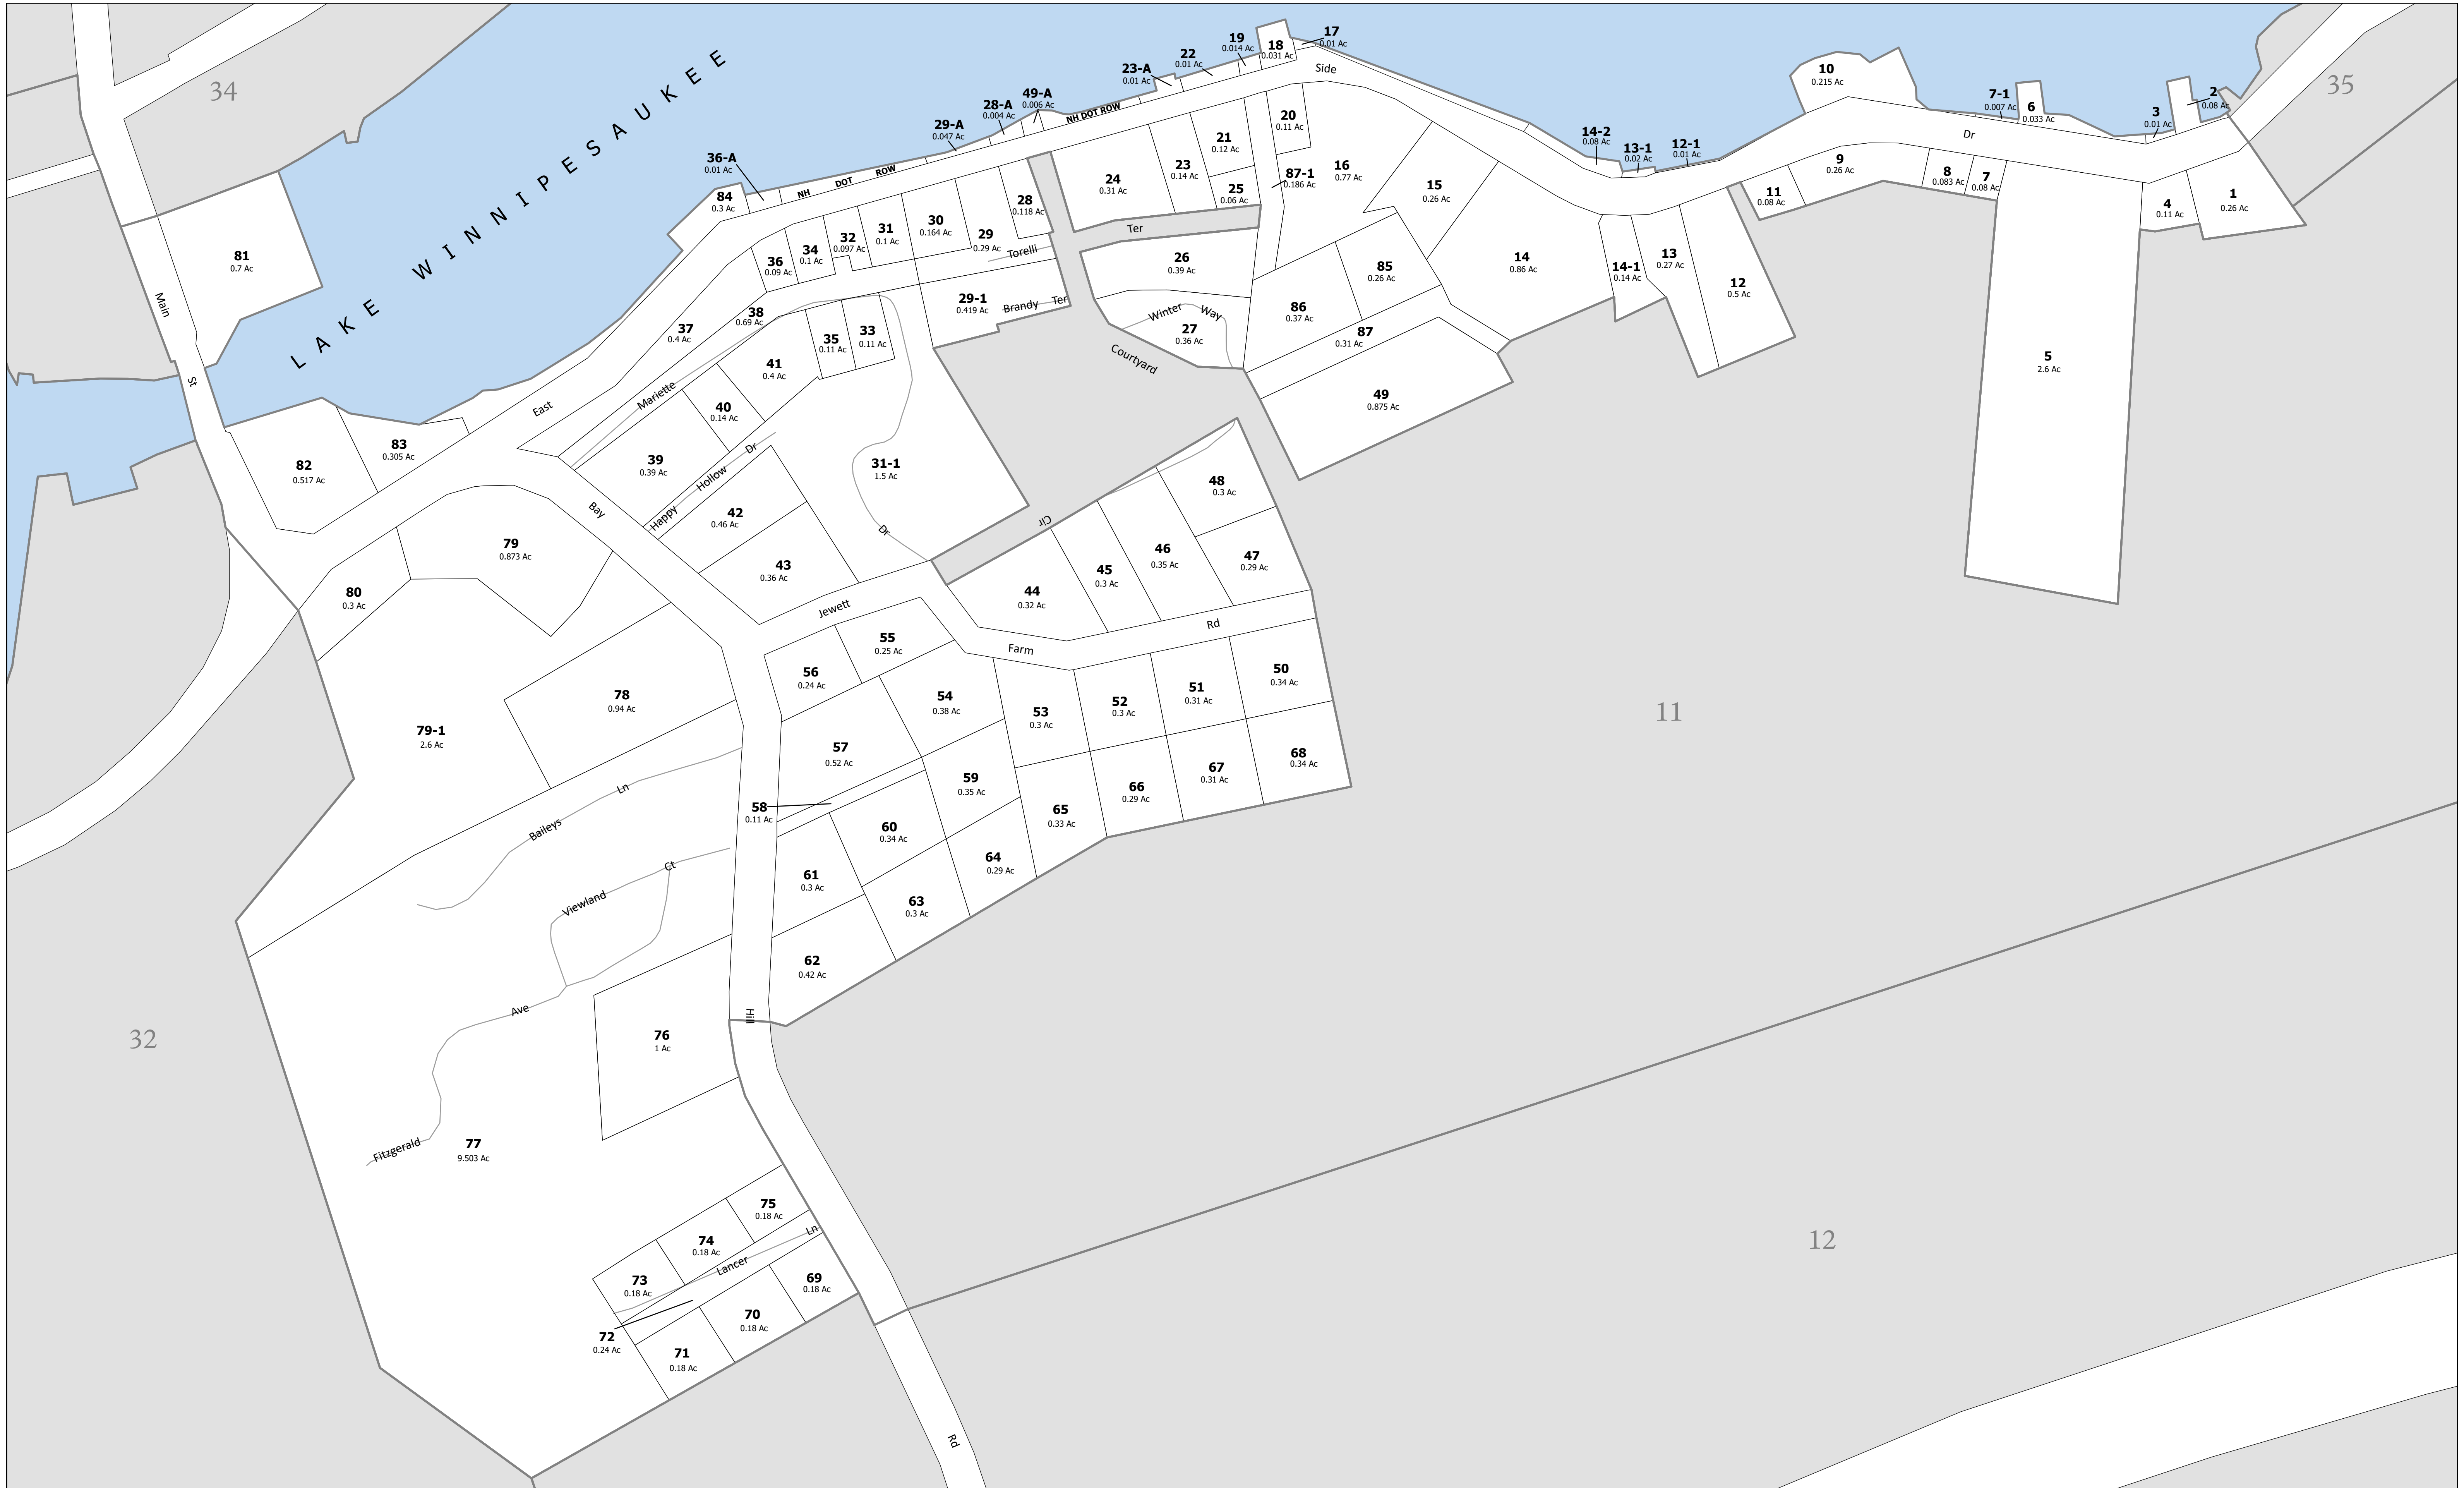 34
LAKE WINNIPESAUKEE
Main
St
81
0.7 Ac
82
0.517 Ac
83
0.305 Ac
84
0.3 Ac
36-A
0.01 Ac
29-A
0.047 Ac
28-A
0.004 Ac
49-A
0.006 Ac
23-A
0.01 Ac
22
0.01 Ac
19
0.014 Ac
18
0.031 Ac
17
0.01 Ac
NH DOT ROW
NH DOT ROW
East
Side
Dr
14-2
0.08 Ac
13-1
0.02 Ac
12-1
0.01 Ac
10
0.215 Ac
7-1
0.007 Ac
6
0.033 Ac
3
0.01 Ac
2
0.08 Ac
35
36
0.09 Ac
34
0.1 Ac
32
0.097 Ac
31
0.1 Ac
30
0.164 Ac
29
0.29 Ac
28
0.118 Ac
Torelli
Ter
24
0.31 Ac
23
0.14 Ac
21
0.12 Ac
25
0.06 Ac
20
0.11 Ac
87-1
0.186 Ac
16
0.77 Ac
15
0.26 Ac
14
0.86 Ac
14-1
0.14 Ac
13
0.27 Ac
12
0.5 Ac
11
0.08 Ac
9
0.26 Ac
8
0.083 Ac
7
0.08 Ac
5
2.6 Ac
4
0.11 Ac
1
0.26 Ac
37
0.4 Ac
38
0.69 Ac
35
0.11 Ac
33
0.11 Ac
29-1
0.419 Ac
Brandy Ter
26
0.39 Ac
Winter Way
27
0.36 Ac
Courtyard
Cir
86
0.37 Ac
85
0.26 Ac
87
0.31 Ac
49
0.875 Ac
41
0.4 Ac
40
0.14 Ac
39
0.39 Ac
Mariette
Dr
Happy Hollow Dr
42
0.46 Ac
43
0.36 Ac
31-1
1.5 Ac
Bay
Hill
Rd
48
0.3 Ac
47
0.29 Ac
46
0.35 Ac
45
0.3 Ac
44
0.32 Ac
Jewett
Farm
Rd
79
0.873 Ac
80
0.3 Ac
79-1
2.6 Ac
78
0.94 Ac
56
0.24 Ac
55
0.25 Ac
54
0.38 Ac
53
0.3 Ac
52
0.3 Ac
51
0.31 Ac
50
0.34 Ac
57
0.52 Ac
58
0.11 Ac
59
0.35 Ac
60
0.34 Ac
61
0.3 Ac
62
0.42 Ac
63
0.3 Ac
64
0.29 Ac
65
0.33 Ac
66
0.29 Ac
67
0.31 Ac
68
0.34 Ac
11
Baileys Ln
Viewland Ct
Fitzgerald Ave
76
1 Ac
77
9.503 Ac
32
75
0.18 Ac
74
0.18 Ac
73
0.18 Ac
Lancer Ln
72
0.24 Ac
69
0.18 Ac
70
0.18 Ac
71
0.18 Ac
12